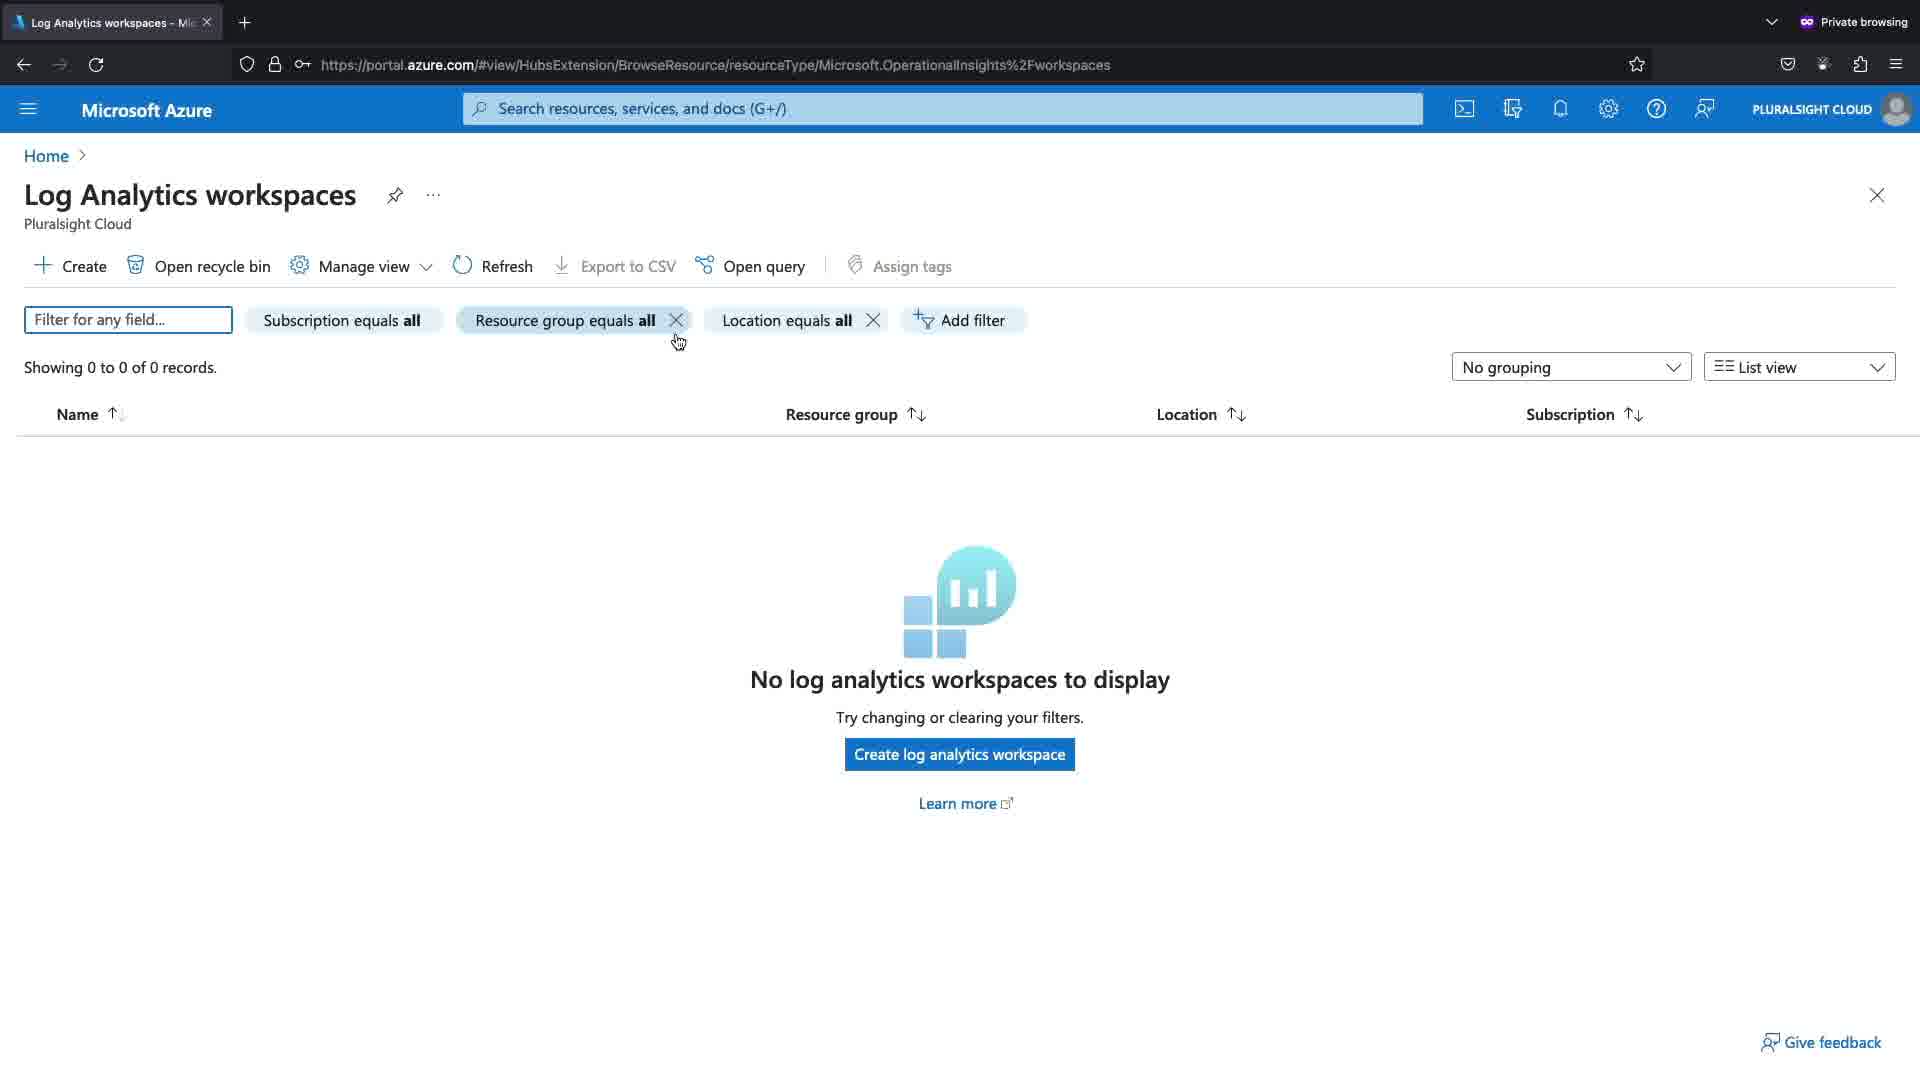 Log Analytics workspaces - Mic
Private browsing
https://portal.azure.com/#view/HubsExtension/BrowseResource/resourceType/Microsoft.OperationalInsights%2Fworkspaces
Microsoft Azure
Search resources, services, and docs (G+/)
PLURALSIGHT CLOUD
Home
Log Analytics workspaces
Pluralsight Cloud
Create
Open recycle bin
Manage view
Refresh
Export to CSV
Open query
Assign tags
Filter for any field...
Subscription equals all
Resource group equals all
Location equals all
Add filter
Showing 0 to 0 of 0 records.
No grouping
List view
Name
Resource group
Location
Subscription
No log analytics workspaces to display
Try changing or clearing your filters.
Create log analytics workspace
Learn more
Give feedback